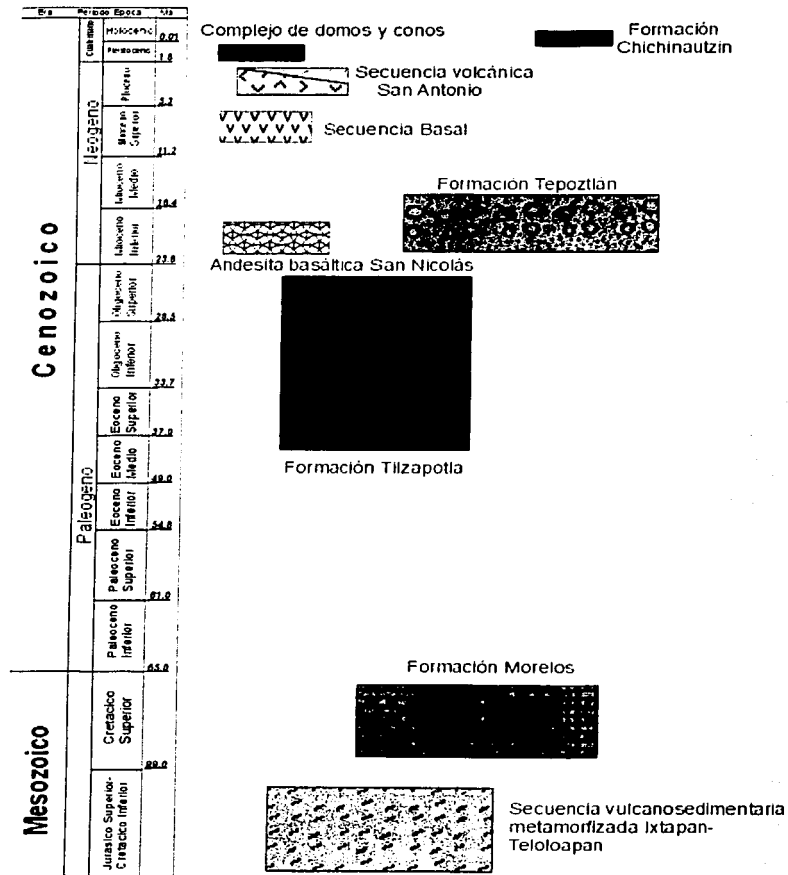 Era Período Época Ma
Cuaternario
Holoceno
0.01
Pleistoceno
1.8
Complejo de domos y conos
Formación
Chichinautzin
Neogeno
Plioceno
5.2
Secuencia volcánica
San Antonio
Mioceno
Superior
11.2
Secuencia Basal
Mioceno
Medio
16.4
Formación Tepoztlán
Mioceno
Inferior
23.8
Andesita basáltica San Nicolás
Cenozoico
Oligoceno
Superior
28.5
Oligoceno
Inferior
33.7
Eoceno
Superior
37.0
Formación Tilzapotla
Paleogeno
Eoceno
Medio
49.0
Eoceno
Inferior
54.8
Paleoceno
Superior
61.0
Paleoceno
Inferior
65.0
Formación Morelos
Mesozoico
Cretacico
Superior
99.0
Jurasico Superior-
Cretacico Inferior
Secuencia vulcanosedimentaria
metamorfizada Ixtapan-
Teloloapan